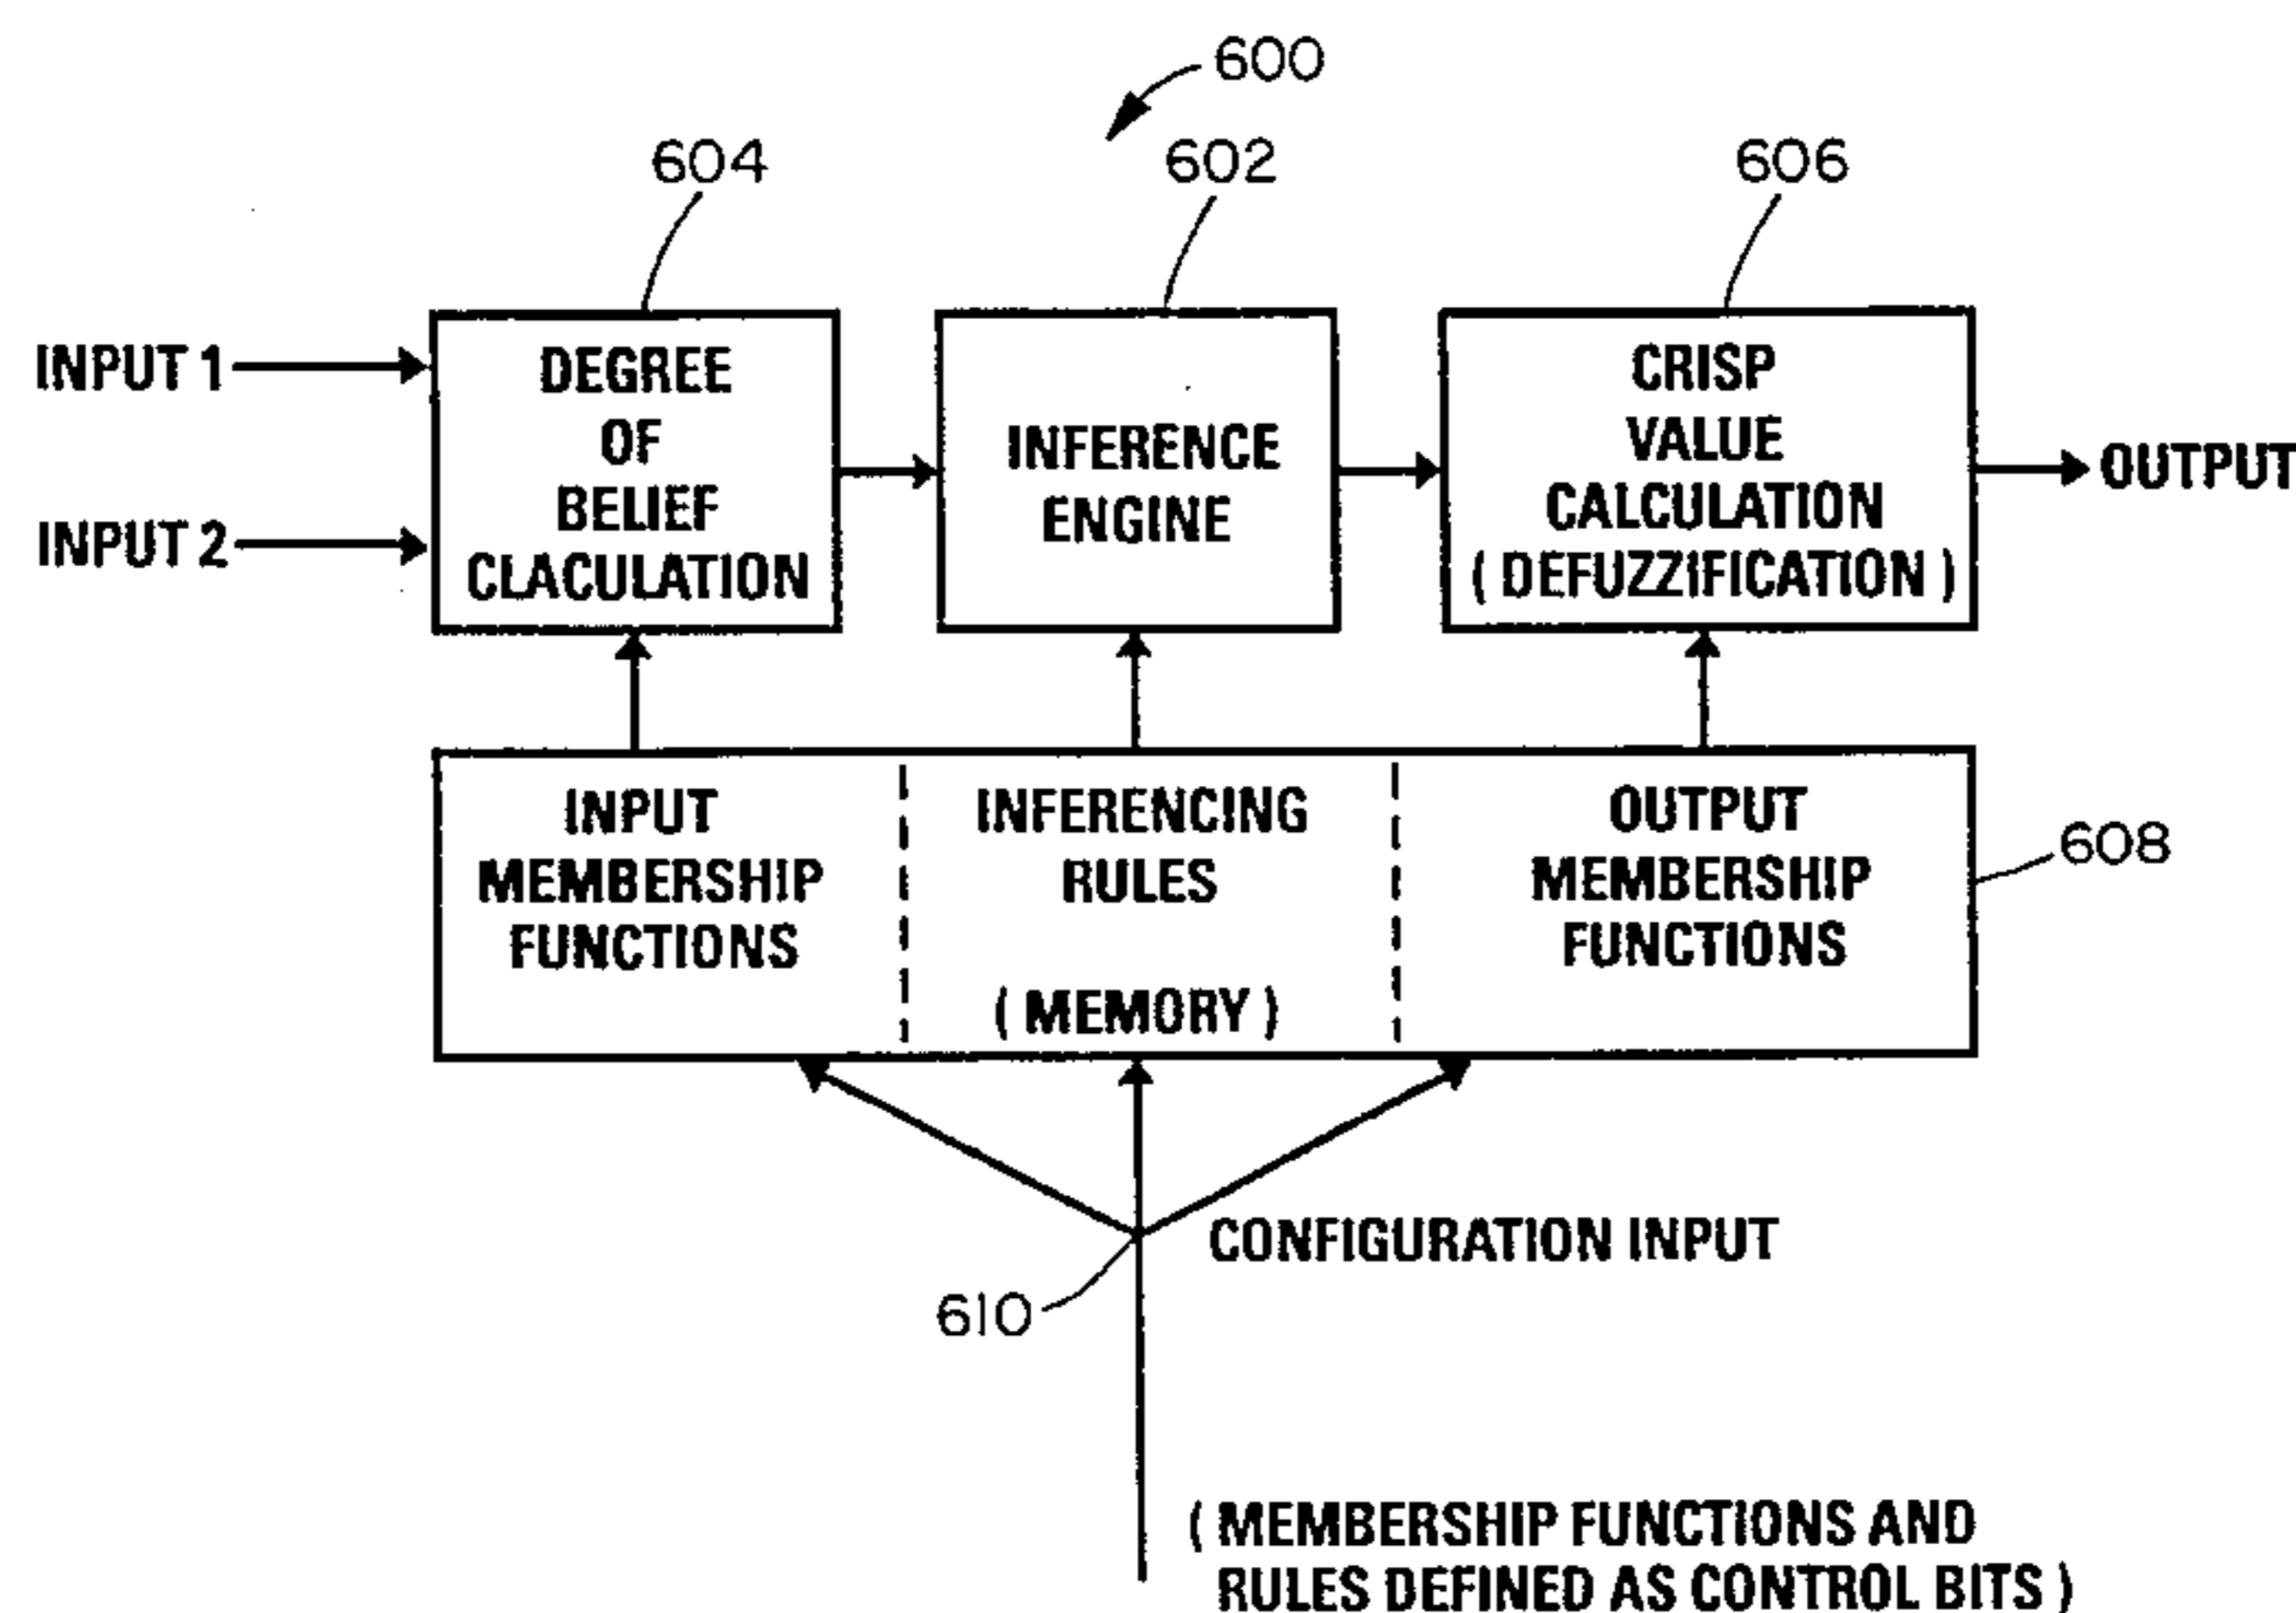 600
604
602
606
INPUT 1
INPUT 2
DEGREE
OF
BELIEF
CLACULATION
INFERENCE
ENGINE
CRISP
VALUE
CALCULATION
( DEFUZZIFICATION )
OUTPUT
INPUT
MEMBERSHIP
FUNCTIONS
INFERENCING
RULES
( MEMORY )
OUTPUT
MEMBERSHIP
FUNCTIONS
608
CONFIGURATION INPUT
610
( MEMBERSHIP FUNCTIONS AND
RULES DEFINED AS CONTROL BITS )